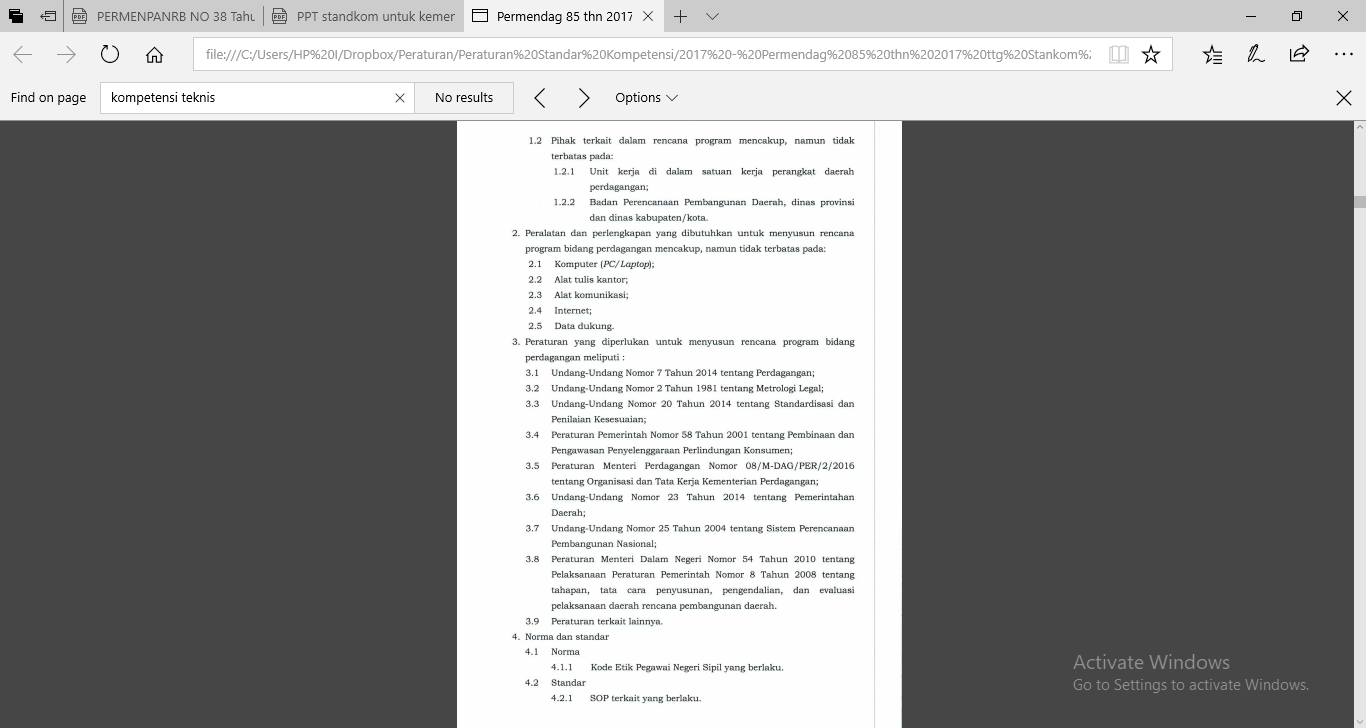 PERMENPANRB NO 38 Tahu
PPT standkom untuk kemer
Permendag 85 thn 2017
file:///C:/Users/HP%20I/Dropbox/Peraturan/Peraturan%20Standar%20Kompetensi/2017%20-%20Permendag%2085%20thn%202017%20ttg%20Stankom%2
Find on page
kompetensi teknis
No results
Options
1.2 Pihak terkait dalam rencana program mencakup, namun tidak
terbatas pada:
1.2.1 Unit kerja di dalam satuan kerja perangkat daerah
perdagangan;
1.2.2 Badan Perencanaan Pembangunan Daerah, dinas provinsi
dan dinas kabupaten/kota.
2. Peralatan dan perlengkapan yang dibutuhkan untuk menyusun rencana
program bidang perdagangan mencakup, namun tidak terbatas pada:
2.1 Komputer (PC/Laptop);
2.2 Alat tulis kantor;
2.3 Alat komunikasi;
2.4 Internet;
2.5 Data dukung.
3. Peraturan yang diperlukan untuk menyusun rencana program bidang
perdagangan meliputi :
3.1 Undang-Undang Nomor 7 Tahun 2014 tentang Perdagangan;
3.2 Undang-Undang Nomor 2 Tahun 1981 tentang Metrologi Legal;
3.3 Undang-Undang Nomor 20 Tahun 2014 tentang Standardisasi dan
Penilaian Kesesuaian;
3.4 Peraturan Pemerintah Nomor 58 Tahun 2001 tentang Pembinaan dan
Pengawasan Penyelenggaraan Perlindungan Konsumen;
3.5 Peraturan Menteri Perdagangan Nomor 08/M-DAG/PER/2/2016
tentang Organisasi dan Tata Kerja Kementerian Perdagangan;
3.6 Undang-Undang Nomor 23 Tahun 2014 tentang Pemerintahan
Daerah;
3.7 Undang-Undang Nomor 25 Tahun 2004 tentang Sistem Perencanaan
Pembangunan Nasional;
3.8 Peraturan Menteri Dalam Negeri Nomor 54 Tahun 2010 tentang
Pelaksanaan Peraturan Pemerintah Nomor 8 Tahun 2008 tentang
tahapan, tata cara penyusunan, pengendalian, dan evaluasi
pelaksanaan daerah rencana pembangunan daerah.
3.9 Peraturan terkait lainnya.
4. Norma dan standar
4.1 Norma
4.1.1 Kode Etik Pegawai Negeri Sipil yang berlaku.
4.2 Standar
4.2.1 SOP terkait yang berlaku.
Activate Windows
Go to Settings to activate Windows.